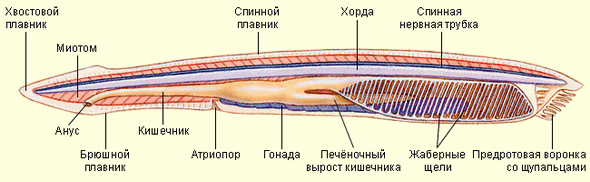 Хвостовой
плавник
Миотом
Спинной
плавник
Хорда
Спинная
нервная трубка
Анус
Кишечник
Брюшной
плавник
Атриопор
Гонада
Печёночный
вырост кишечника
Жаберные
щели
Предротовая воронка
со щупальцами